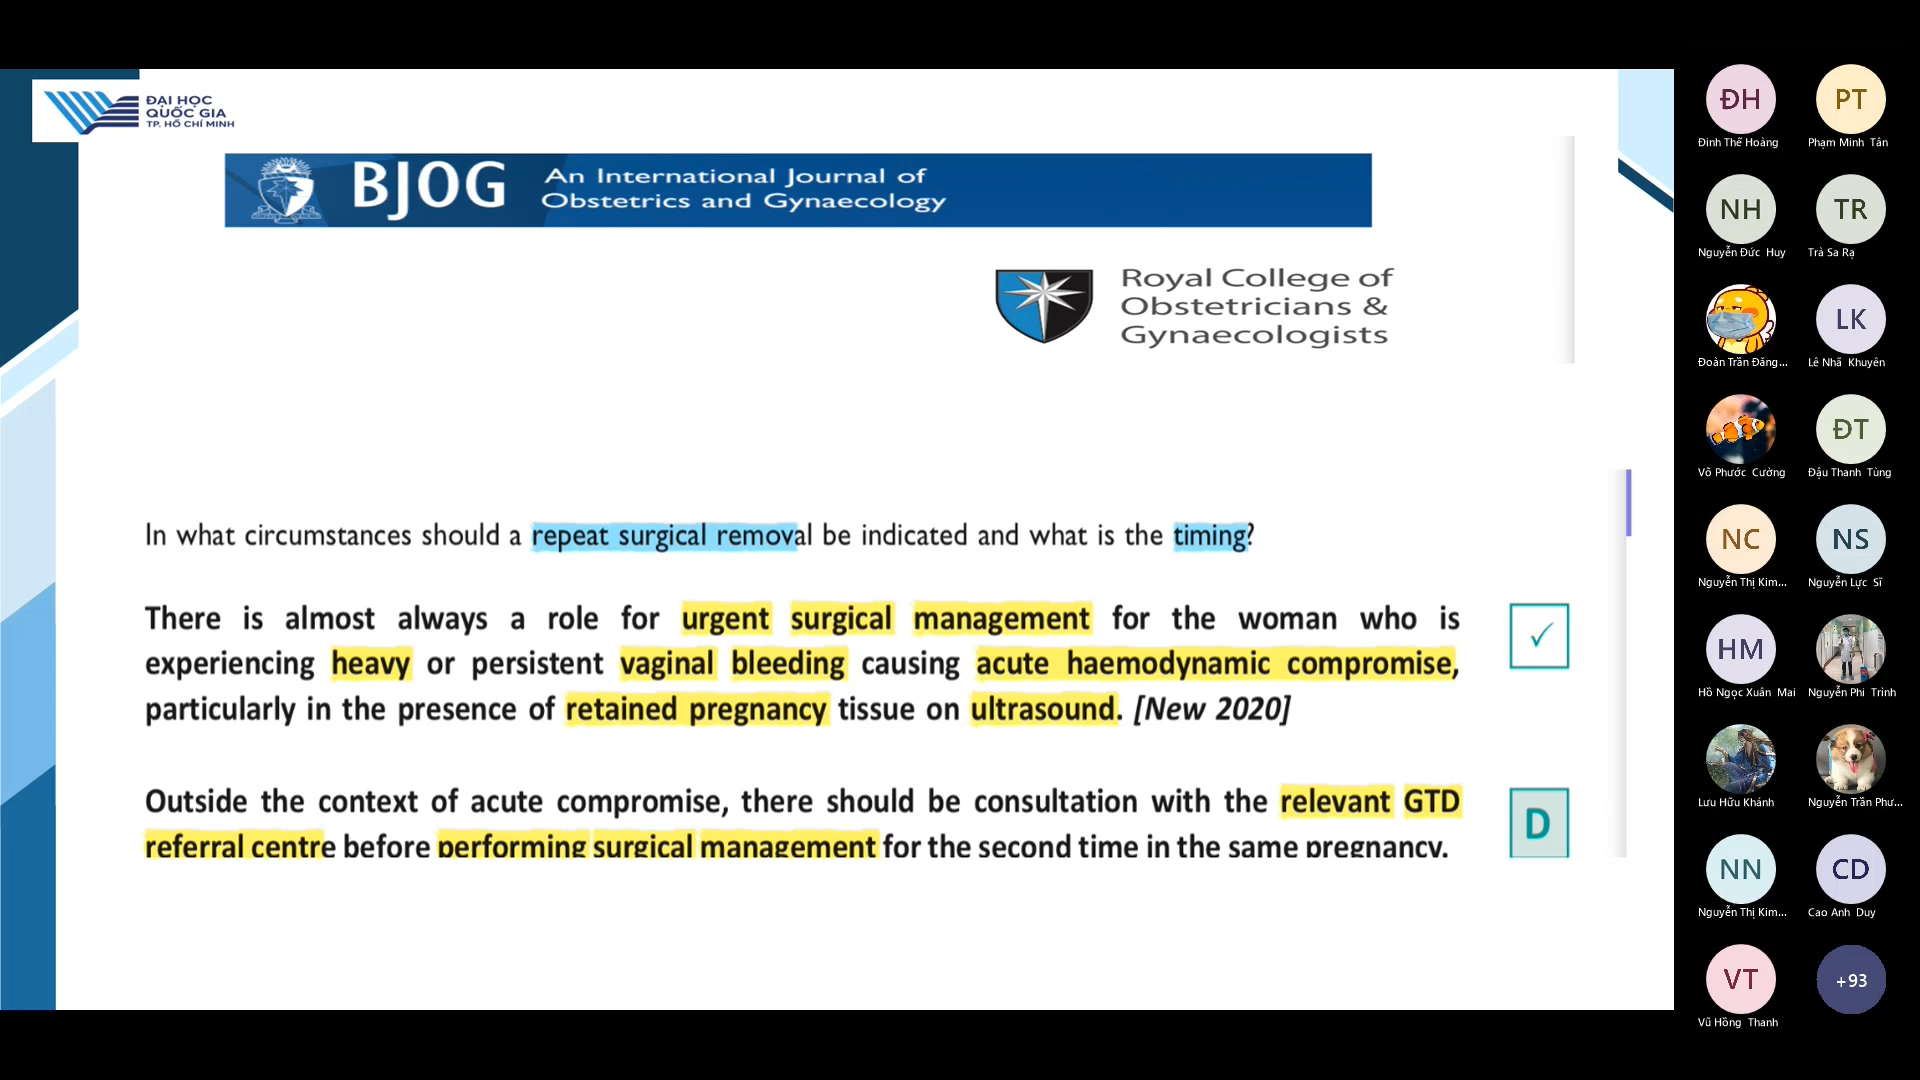 ĐẠI HỌC
QUỐC GIA
TP. HỒ CHÍ MINH
BJOG
An International Journal of
Obstetrics and Gynaecology
Royal College of
Obstetricians &
Gynaecologists
In what circumstances should a repeat surgical removal be indicated and what is the timing?
There is almost always a role for urgent surgical management for the woman who is
experiencing heavy or persistent vaginal bleeding causing acute haemodynamic compromise,
particularly in the presence of retained pregnancy tissue on ultrasound. [New 2020]
✓
Outside the context of acute compromise, there should be consultation with the relevant GTD
referral centre before performing surgical management for the second time in the same pregnancy.
D
ĐH
Đinh Thế Hoàng
PT
Phạm Minh Tân
NH
Nguyễn Đức Huy
TR
Trà Sa Rạ
Đoàn Trần Đăng...
LK
Lê Nhã Khuyên
Võ Phước Cường
ĐT
Đậu Thanh Tùng
NC
Nguyễn Thị Kim...
NS
Nguyễn Lực Sĩ
HM
Hồ Ngọc Xuân Mai
Nguyễn Phi Trình
Lưu Hữu Khánh
Nguyễn Trần Phư...
NN
Nguyễn Thị Kim...
CD
Cao Anh Duy
VT
Vũ Hồng Thanh
+93